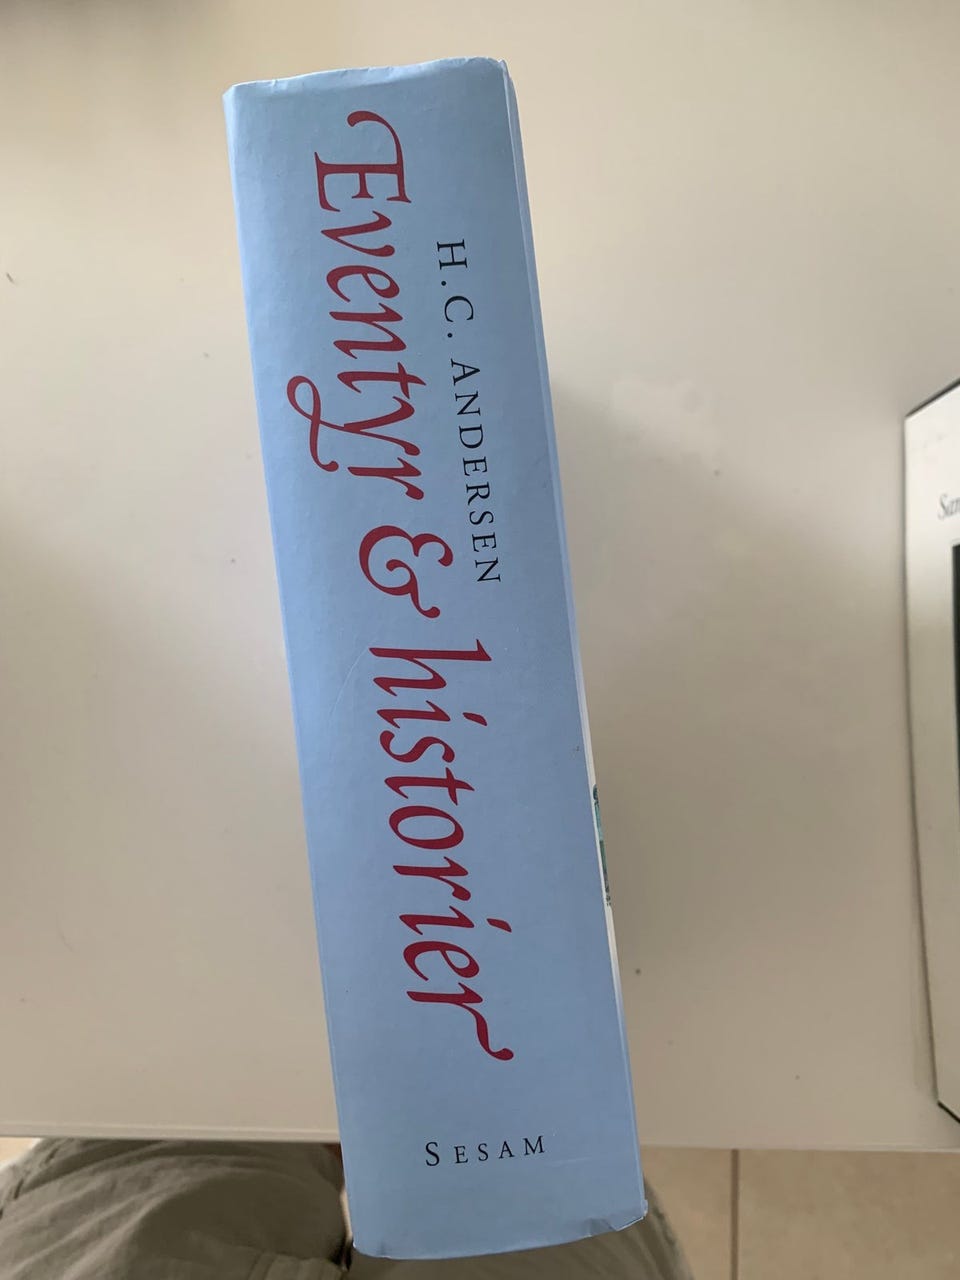 H.C. ANDERSEN
Eventyr & historier
SESAM